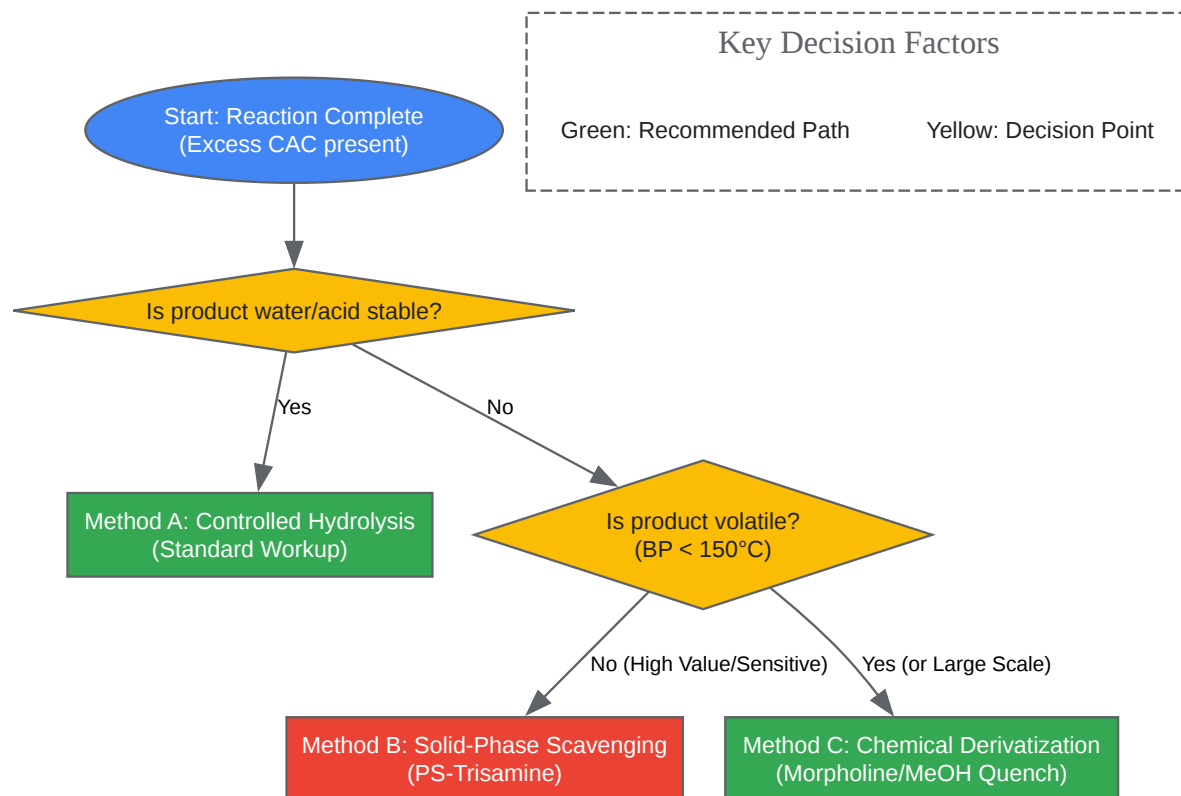 Key Decision Factors
Green: Recommended Path
Yellow: Decision Point
Start: Reaction Complete
(Excess CAC present)
Is product water/acid stable?
Yes
No
Method A: Controlled Hydrolysis
(Standard Workup)
Is product volatile?
(BP < 150°C)
No (High Value/Sensitive)
Yes (or Large Scale)
Method B: Solid-Phase Scavenging
(PS-Trisamine)
Method C: Chemical Derivatization
(Morpholine/MeOH Quench)